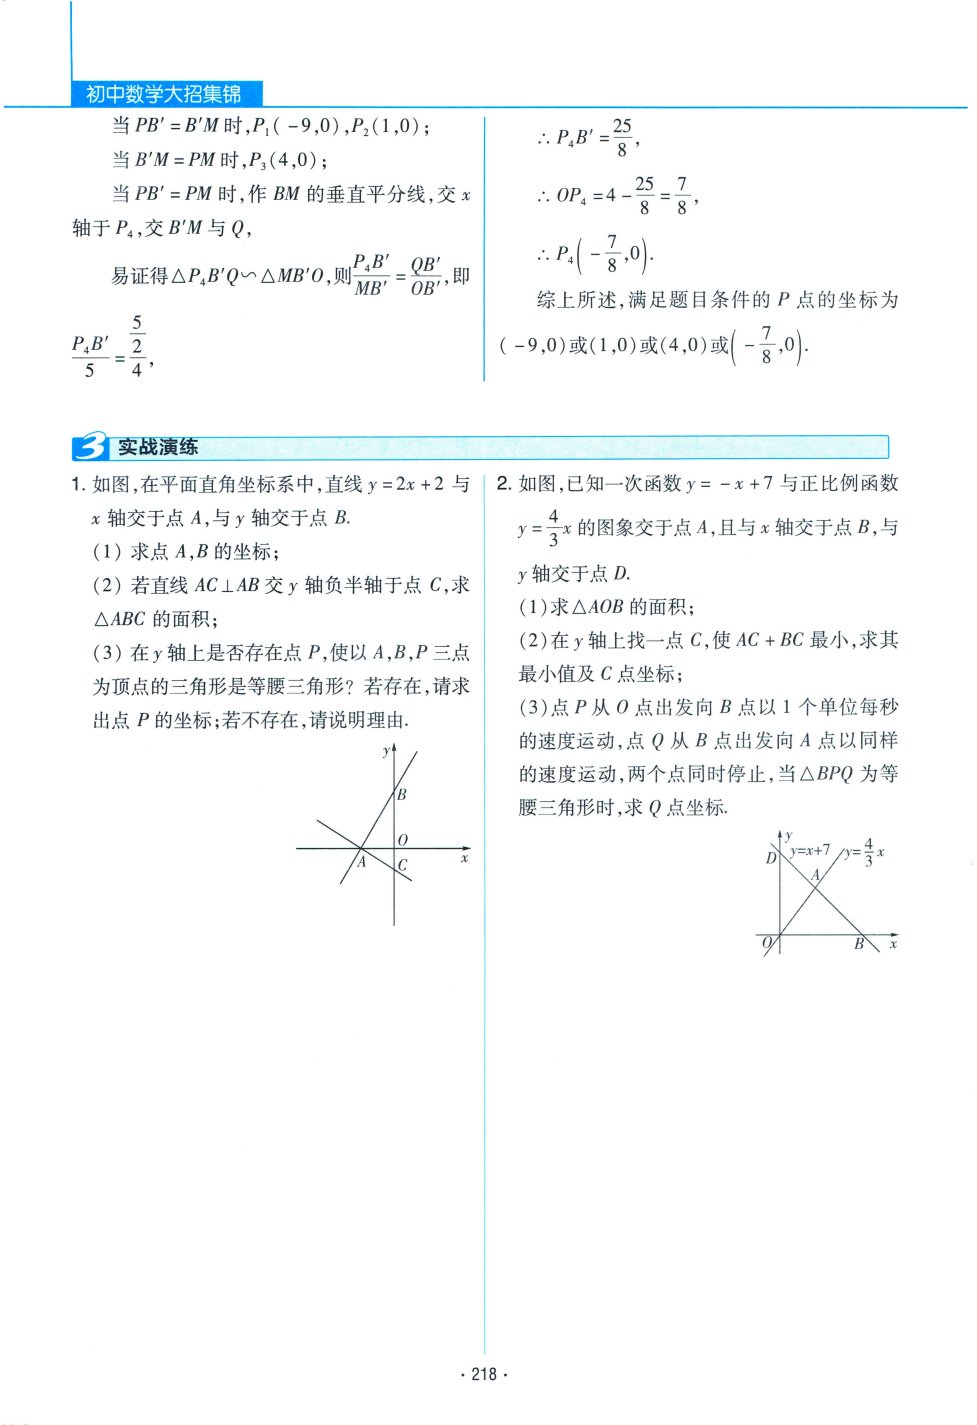 初中数学大招集锦
当 PB′ = B′M 时,P₁( -9,0),P₂(1,0);
当 B′M = PM 时,P₃(4,0);
当 PB′ = PM 时,作 BM 的垂直平分线,交 x
轴于 P₄,交 B′M 与 Q,
易证得△P₄B′Q∽△MB′O,则 P₄B′/MB′ = QB′/OB′,即
P₄B′/5 = (5/2)/4,
∴ P₄B′ = 25/8,
∴ OP₄ = 4 - 25/8 = 7/8,
∴ P₄( - 7/8,0).
综上所述,满足题目条件的 P 点的坐标为
( -9,0)或(1,0)或(4,0)或( - 7/8,0).
3 实战演练
1. 如图,在平面直角坐标系中,直线 y = 2x + 2 与
x 轴交于点 A,与 y 轴交于点 B.
(1) 求点 A,B 的坐标;
(2) 若直线 AC⊥AB 交 y 轴负半轴于点 C,求
△ABC 的面积;
(3) 在 y 轴上是否存在点 P,使以 A,B,P 三点
为顶点的三角形是等腰三角形? 若存在,请求
出点 P 的坐标;若不存在,请说明理由.
y
B
O
A
C
x
2. 如图,已知一次函数 y = - x + 7 与正比例函数
y = 4/3 x 的图象交于点 A,且与 x 轴交于点 B,与
y 轴交于点 D.
(1)求△AOB 的面积;
(2)在 y 轴上找一点 C,使 AC + BC 最小,求其
最小值及 C 点坐标;
(3)点 P 从 O 点出发向 B 点以 1 个单位每秒
的速度运动,点 Q 从 B 点出发向 A 点以同样
的速度运动,两个点同时停止,当△BPQ 为等
腰三角形时,求 Q 点坐标.
y
D
y=x+7
y= 4/3 x
A
O
B
x
· 218 ·